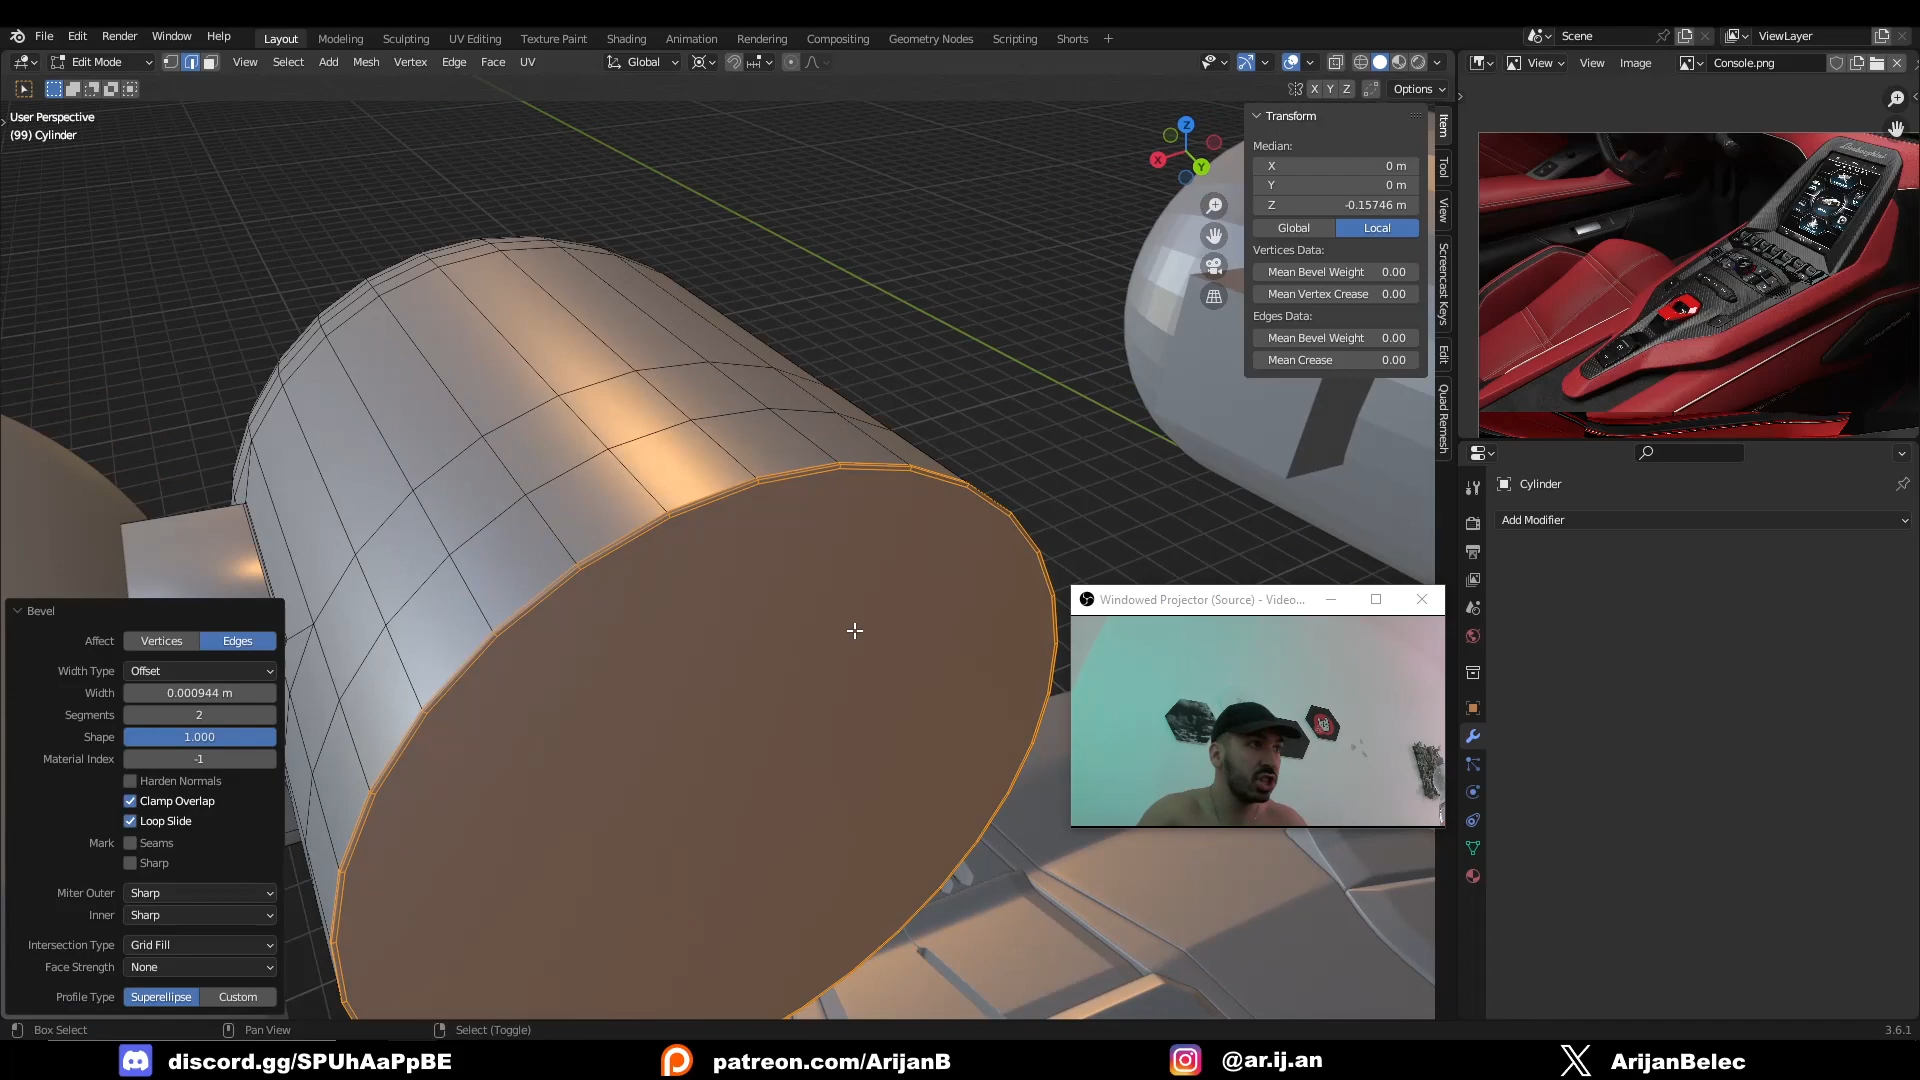 File Edit Render Window Help
Layout Modeling Sculpting UV Editing Texture Paint Shading Animation Rendering Compositing Geometry Nodes Scripting Shorts +
Scene
ViewLayer
Edit Mode
View Select Add Mesh Vertex Edge Face UV
Global
View
View Image
Console.png
X Y Z
Options
User Perspective
(99) Cylinder
Z
X
Y
Transform
Median:
X 0 m
Y 0 m
Z -0.15746 m
Global Local
Vertices Data:
Mean Bevel Weight 0.00
Mean Vertex Crease 0.00
Edges Data:
Mean Bevel Weight 0.00
Mean Crease 0.00
Item
Tool
View
Screencast Keys
Edit
Quad Remesh
Lamborghini
Cylinder
Add Modifier
Windowed Projector (Source) - Video...
Bevel
Affect Vertices Edges
Width Type Offset
Width 0.000944 m
Segments 2
Shape 1.000
Material Index -1
Harden Normals
Clamp Overlap
Loop Slide
Mark Seams
Sharp
Miter Outer Sharp
Inner Sharp
Intersection Type Grid Fill
Face Strength None
Profile Type Superellipse Custom
Box Select
Pan View
Select (Toggle)
3.6.1
discord.gg/SPUhAaPpBE
patreon.com/ArijanB
@ar.ij.an
ArijanBelec